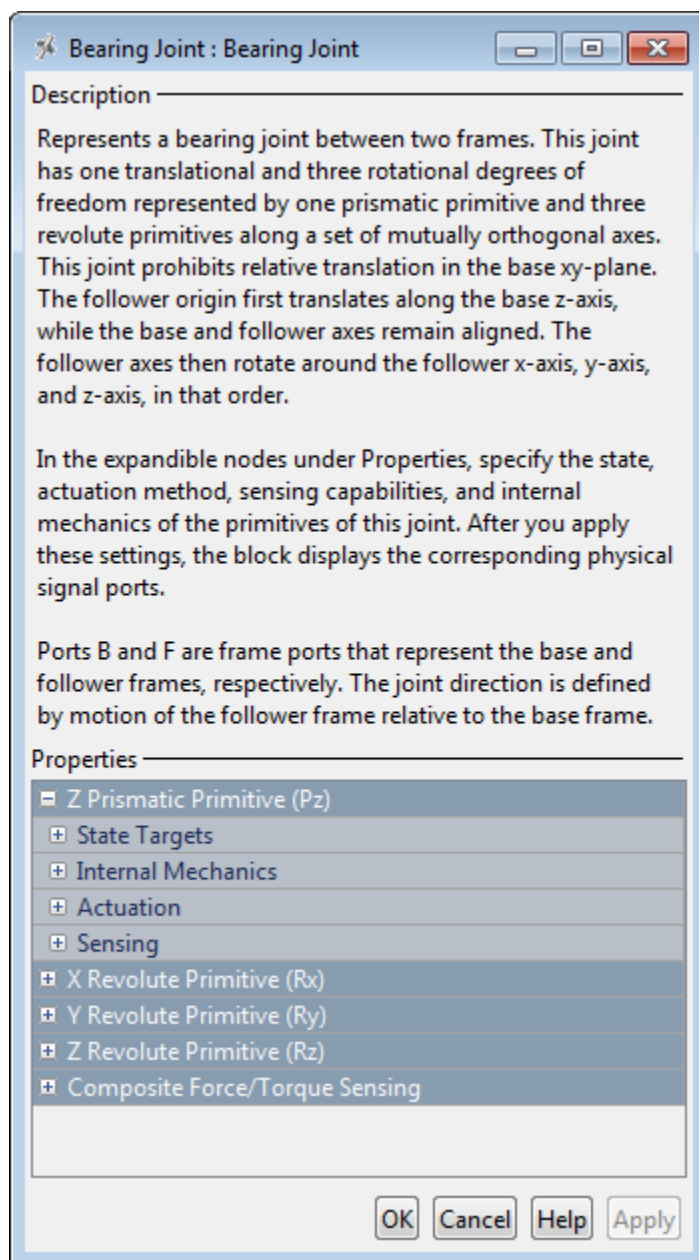 Bearing Joint : Bearing Joint
Description
Represents a bearing joint between two frames. This joint
has one translational and three rotational degrees of
freedom represented by one prismatic primitive and three
revolute primitives along a set of mutually orthogonal axes.
This joint prohibits relative translation in the base xy-plane.
The follower origin first translates along the base z-axis,
while the base and follower axes remain aligned. The
follower axes then rotate around the follower x-axis, y-axis,
and z-axis, in that order.
In the expandible nodes under Properties, specify the state,
actuation method, sensing capabilities, and internal
mechanics of the primitives of this joint. After you apply
these settings, the block displays the corresponding physical
signal ports.
Ports B and F are frame ports that represent the base and
follower frames, respectively. The joint direction is defined
by motion of the follower frame relative to the base frame.
Properties
Z Prismatic Primitive (Pz)
State Targets
Internal Mechanics
Actuation
Sensing
X Revolute Primitive (Rx)
Y Revolute Primitive (Ry)
Z Revolute Primitive (Rz)
Composite Force/Torque Sensing
OK Cancel Help Apply